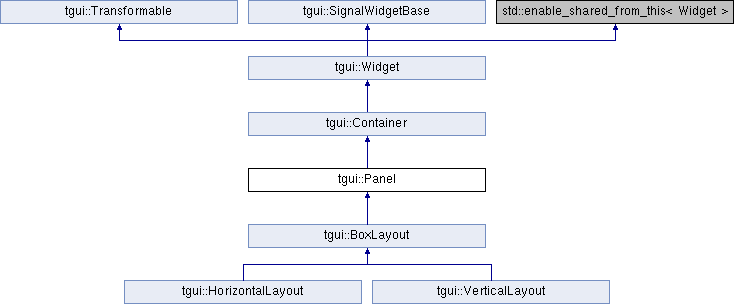 tgui::Transformable
tgui::SignalWidgetBase
std::enable_shared_from_this< Widget >
tgui::Widget
tgui::Container
tgui::Panel
tgui::BoxLayout
tgui::HorizontalLayout
tgui::VerticalLayout